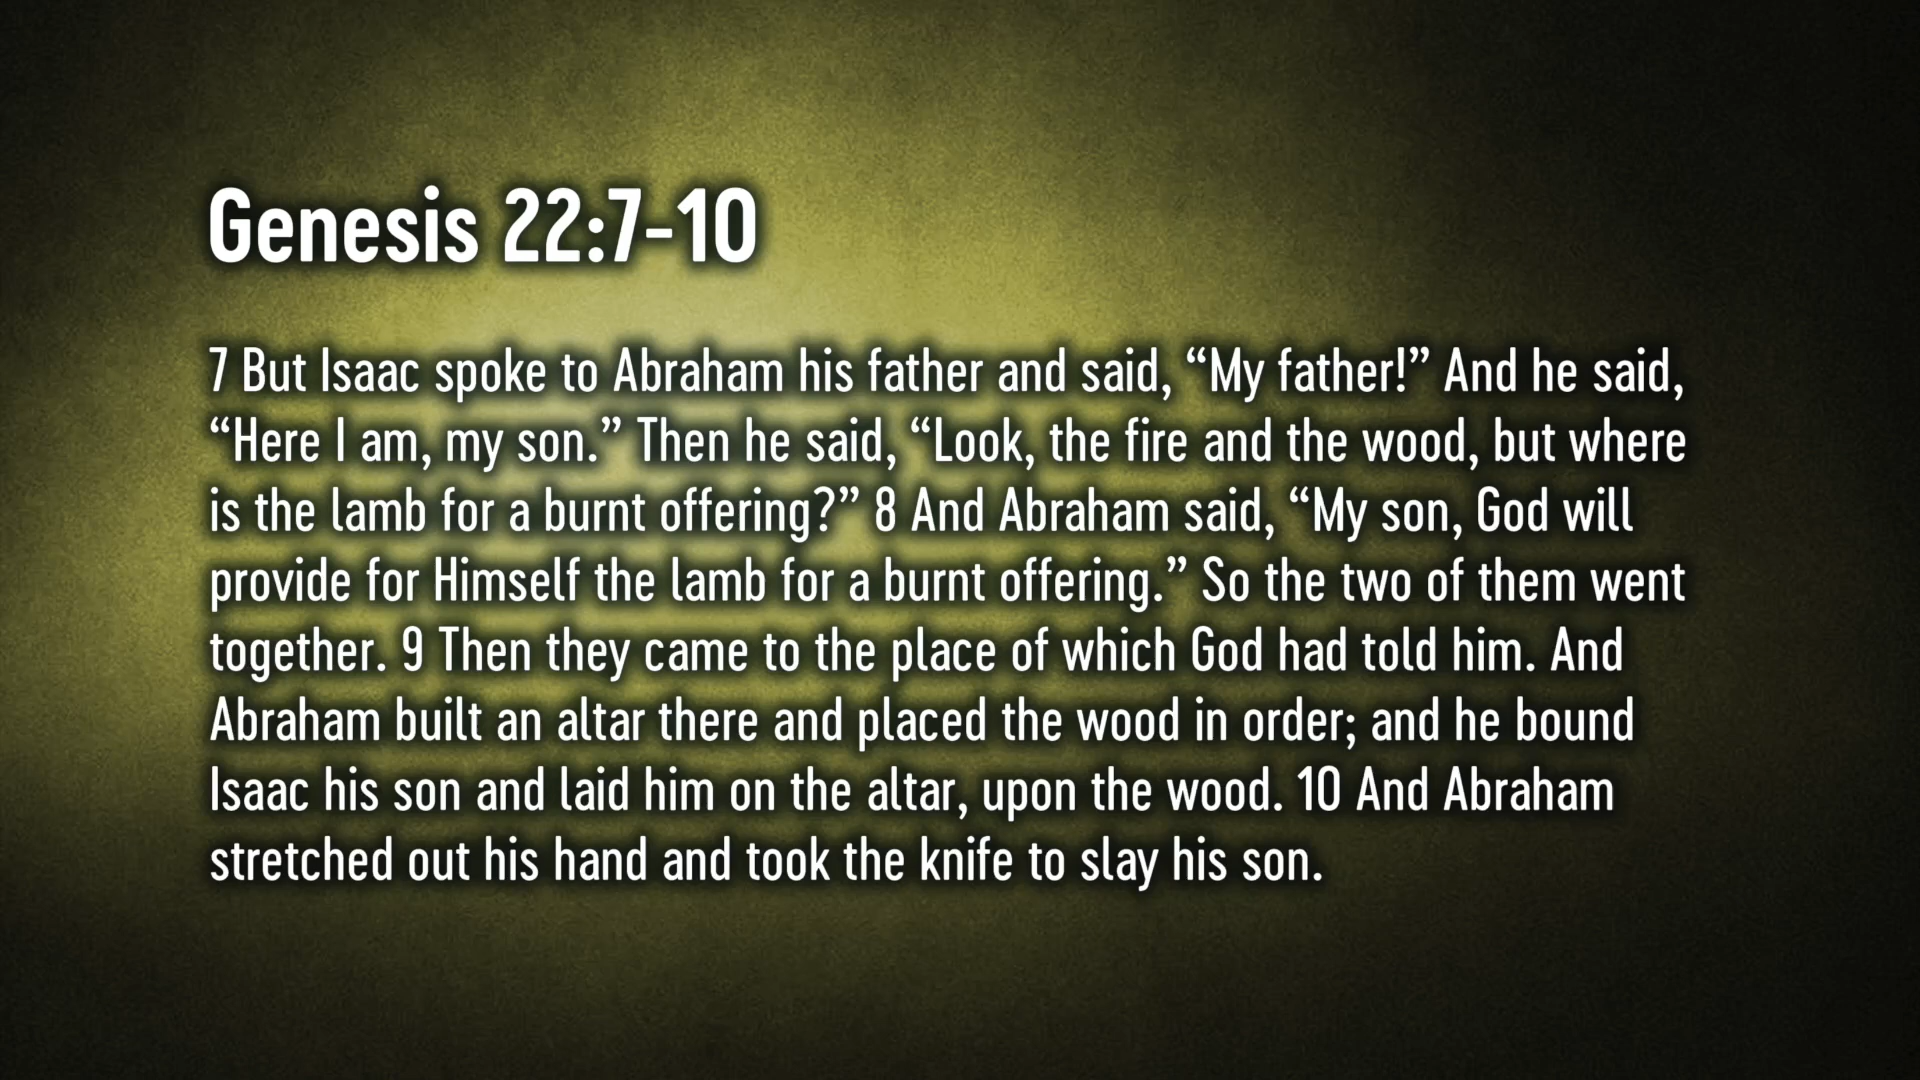 Genesis 22:7-10
7 But Isaac spoke to Abraham his father and said, “My father!” And he said,
“Here I am, my son.” Then he said, “Look, the fire and the wood, but where
is the lamb for a burnt offering?” 8 And Abraham said, “My son, God will
provide for Himself the lamb for a burnt offering.” So the two of them went
together. 9 Then they came to the place of which God had told him. And
Abraham built an altar there and placed the wood in order; and he bound
Isaac his son and laid him on the altar, upon the wood. 10 And Abraham
stretched out his hand and took the knife to slay his son.